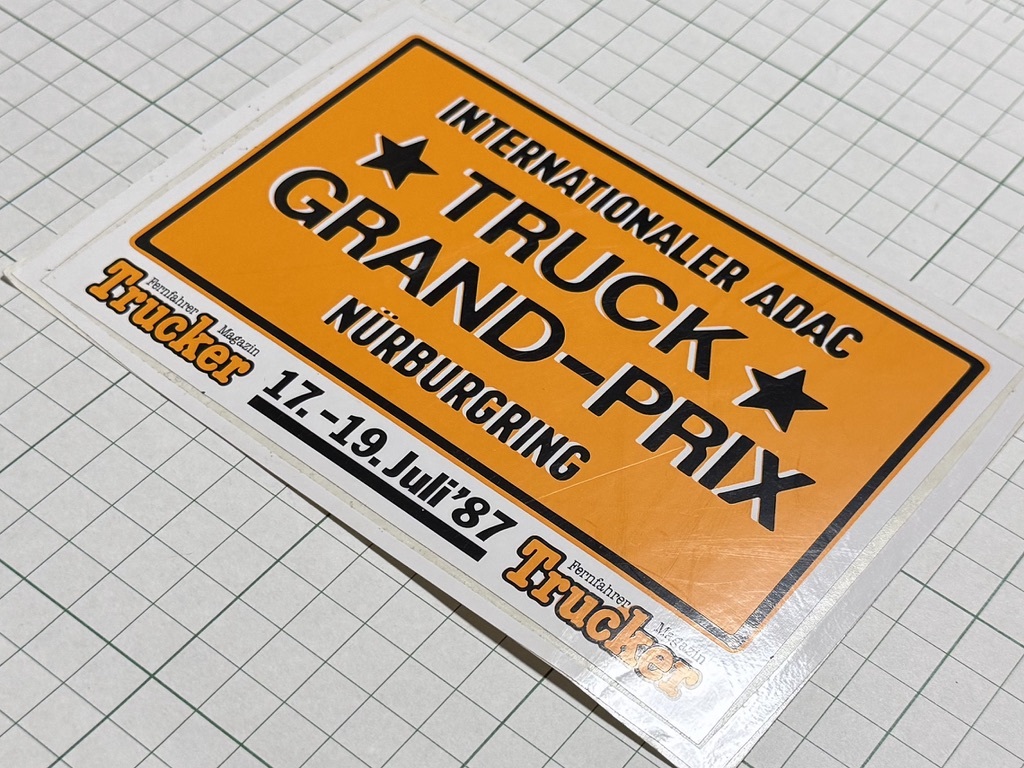 INTERNATIONALER ADAC
TRUCK
GRAND-PRIX
NÜRBURGRING
Fernfahrer Magazin
Trucker
17.-19. Juli '87
Fernfahrer Magazin
Trucker